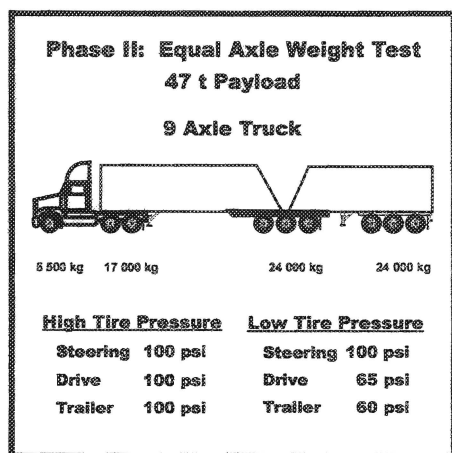 Phase II: Equal Axle Weight Test
47 t Payload
9 Axle Truck
5 500 kg 17 000 kg 24 000 kg 24 000 kg
High Tire Pressure Low Tire Pressure
Steering 100 psi Steering 100 psi
Drive 100 psi Drive 65 psi
Trailer 100 psi Trailer 60 psi